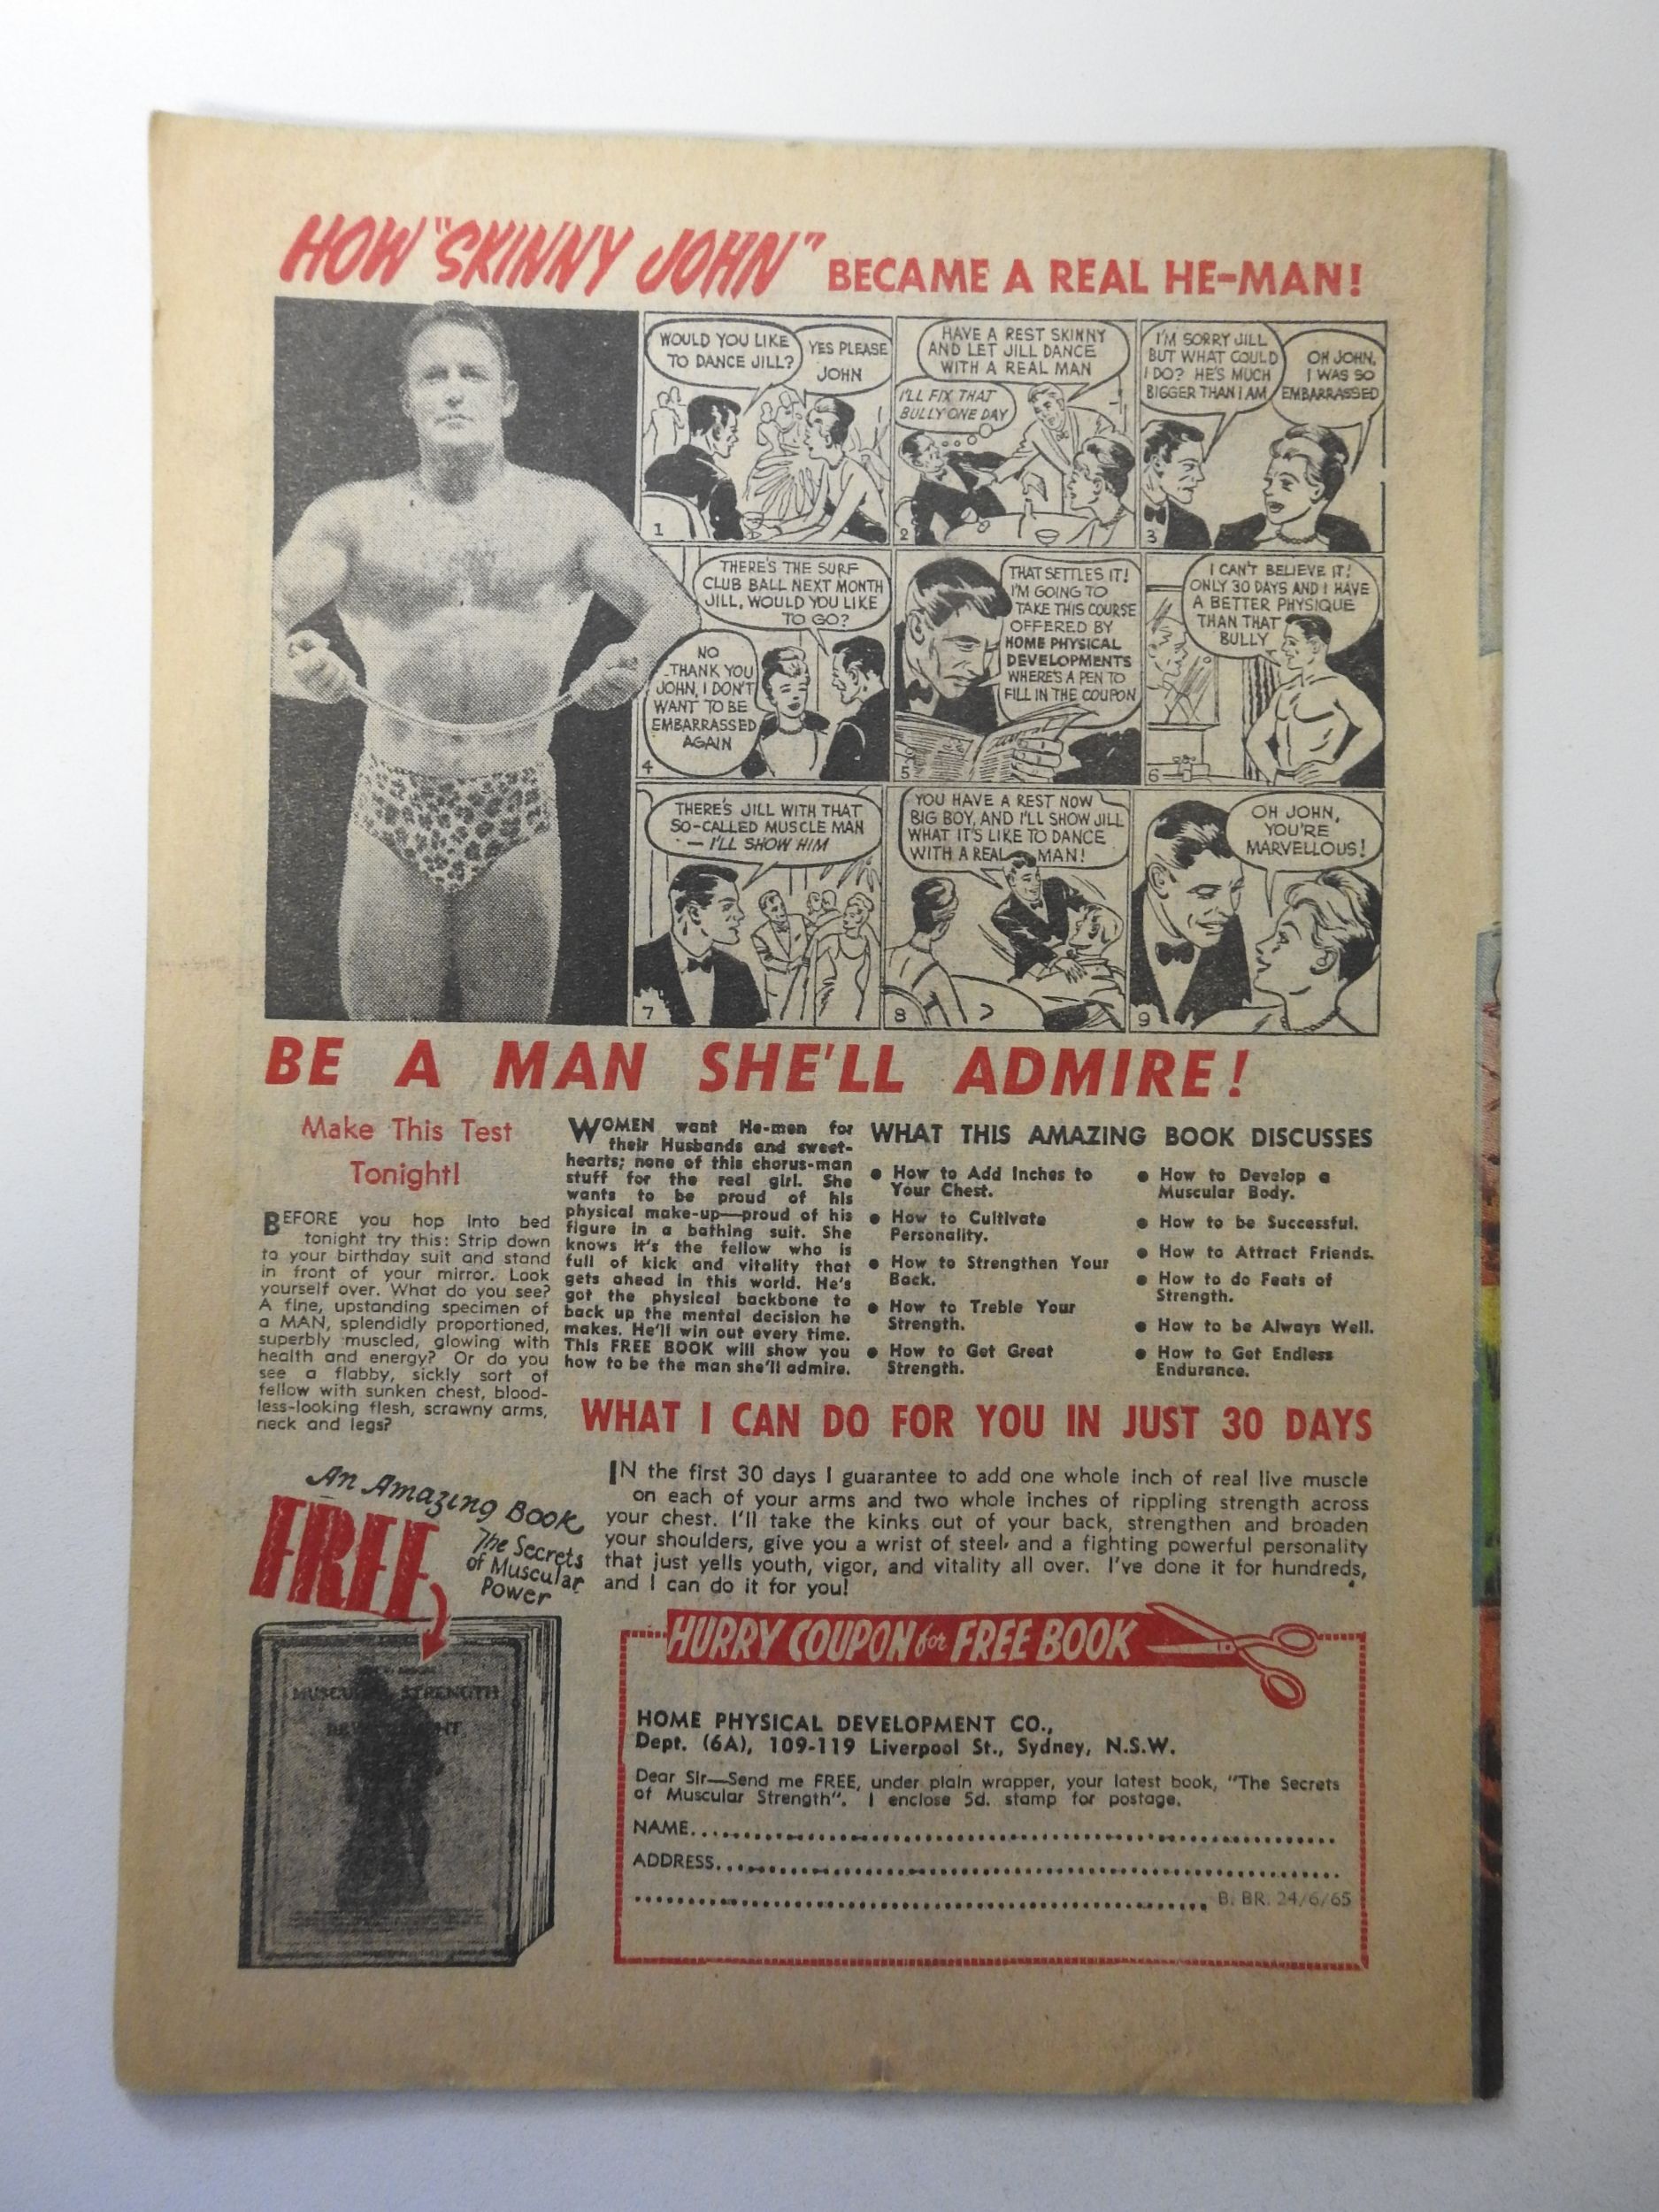 HOW "SKINNY JOHN" BECAME A REAL HE-MAN!
WOULD YOU LIKE
TO DANCE JILL?
YES PLEASE
JOHN
1
HAVE A REST SKINNY
AND LET JILL DANCE
WITH A REAL MAN
I'LL FIX THAT
BULLY ONE DAY
2
I'M SORRY JILL
BUT WHAT COULD
I DO? HE'S MUCH
BIGGER THAN I AM
OH JOHN,
I WAS SO
EMBARRASSED
3
THERE'S THE SURF
CLUB BALL NEXT MONTH
JILL, WOULD YOU LIKE
TO GO?
NO
THANK YOU
JOHN, I DON'T
WANT TO BE
EMBARRASSED
AGAIN
4
THAT SETTLES IT!
I'M GOING TO
TAKE THIS COURSE
OFFERED BY
HOME PHYSICAL
DEVELOPMENTS
WHERE'S A PEN TO
FILL IN THE COUPON
5
I CAN'T BELIEVE IT!
ONLY 30 DAYS AND I HAVE
A BETTER PHYSIQUE
THAN THAT
BULLY
6
THERE'S JILL WITH THAT
SO-CALLED MUSCLE MAN
— I'LL SHOW HIM
7
YOU HAVE A REST NOW
BIG BOY, AND I'LL SHOW JILL
WHAT IT'S LIKE TO DANCE
WITH A REAL MAN!
8
OH JOHN,
YOU'RE
MARVELLOUS!
9
BE A MAN SHE'LL ADMIRE!
Make This Test
Tonight!
BEFORE you hop into bed
tonight try this: Strip down
to your birthday suit and stand
in front of your mirror. Look
yourself over. What do you see?
A fine, upstanding specimen of
a MAN, splendidly proportioned,
superbly muscled, glowing with
health and energy? Or do you
see a flabby, sickly sort of
fellow with sunken chest, blood-
less-looking flesh, scrawny arms,
neck and legs?
WOMEN want He-men for
their Husbands and sweet-
hearts; none of this chorus-man
stuff for the real girl. She
wants to be proud of his
physical make-up—proud of his
figure in a bathing suit. She
knows it's the fellow who is
full of kick and vitality that
gets ahead in this world. He's
got the physical backbone to
back up the mental decision he
makes. He'll win out every time.
This FREE BOOK will show you
how to be the man she'll admire.
WHAT THIS AMAZING BOOK DISCUSSES
● How to Add Inches to
Your Chest.
● How to Cultivate
Personality.
● How to Strengthen Your
Back.
● How to Treble Your
Strength.
● How to Get Great
Strength.
● How to Develop a
Muscular Body.
● How to be Successful.
● How to Attract Friends.
● How to do Feats of
Strength.
● How to be Always Well.
● How to Get Endless
Endurance.
WHAT I CAN DO FOR YOU IN JUST 30 DAYS
IN the first 30 days I guarantee to add one whole inch of real live muscle
on each of your arms and two whole inches of rippling strength across
your chest. I'll take the kinks out of your back, strengthen and broaden
your shoulders, give you a wrist of steel, and a fighting powerful personality
that just yells youth, vigor, and vitality all over. I've done it for hundreds,
and I can do it for you!
An Amazing Book
FREE
The Secrets
of Muscular
Power
MUSCULAR STRENGTH
HURRY COUPON for FREE BOOK
HOME PHYSICAL DEVELOPMENT CO.,
Dept. (6A), 109-119 Liverpool St., Sydney, N.S.W.
Dear Sir—Send me FREE, under plain wrapper, your latest book, "The Secrets
of Muscular Strength". I enclose 5d. stamp for postage.
NAME
ADDRESS
B. BR. 24/6/65